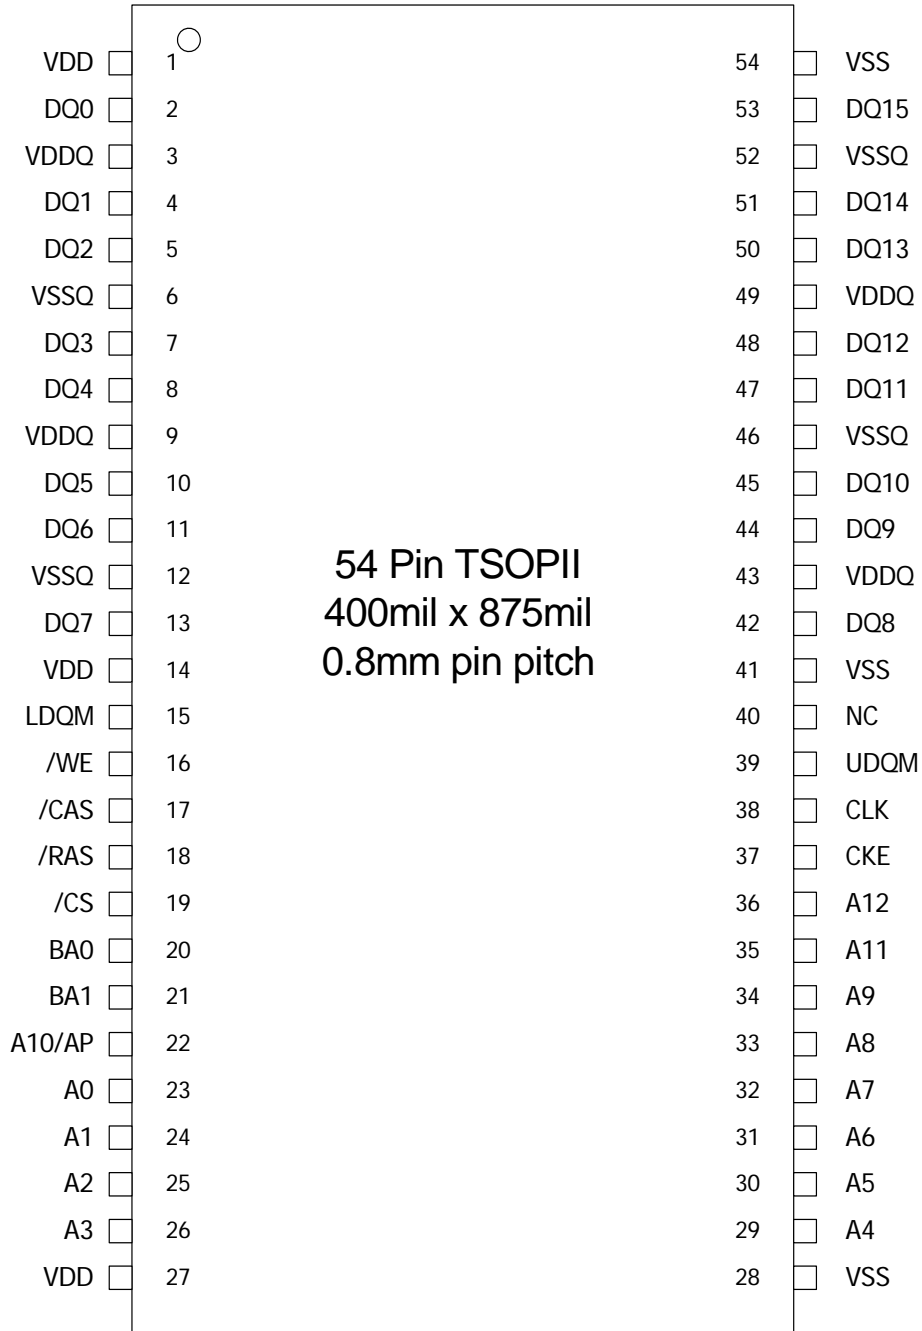 VDD 1 54 VSS
DQ0 2 53 DQ15
VDDQ 3 52 VSSQ
DQ1 4 51 DQ14
DQ2 5 50 DQ13
VSSQ 6 49 VDDQ
DQ3 7 48 DQ12
DQ4 8 47 DQ11
VDDQ 9 46 VSSQ
DQ5 10 45 DQ10
DQ6 11 44 DQ9
VSSQ 12 43 VDDQ
DQ7 13 42 DQ8
VDD 14 41 VSS
LDQM 15 40 NC
/WE 16 39 UDQM
/CAS 17 38 CLK
/RAS 18 37 CKE
/CS 19 36 A12
BA0 20 35 A11
BA1 21 34 A9
A10/AP 22 33 A8
A0 23 32 A7
A1 24 31 A6
A2 25 30 A5
A3 26 29 A4
VDD 27 28 VSS
54 Pin TSOPII
400mil x 875mil
0.8mm pin pitch